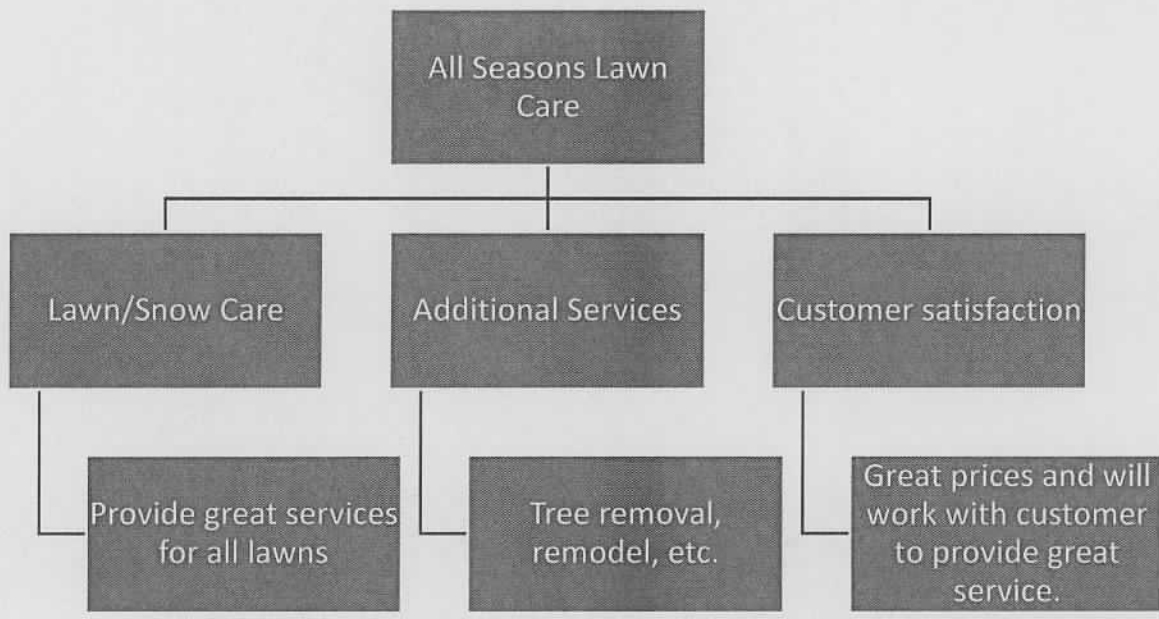 All Seasons Lawn
Care
Lawn/Snow Care
Additional Services
Customer satisfaction
Provide great services
for all lawns
Tree removal,
remodel, etc.
Great prices and will
work with customer
to provide great
service.